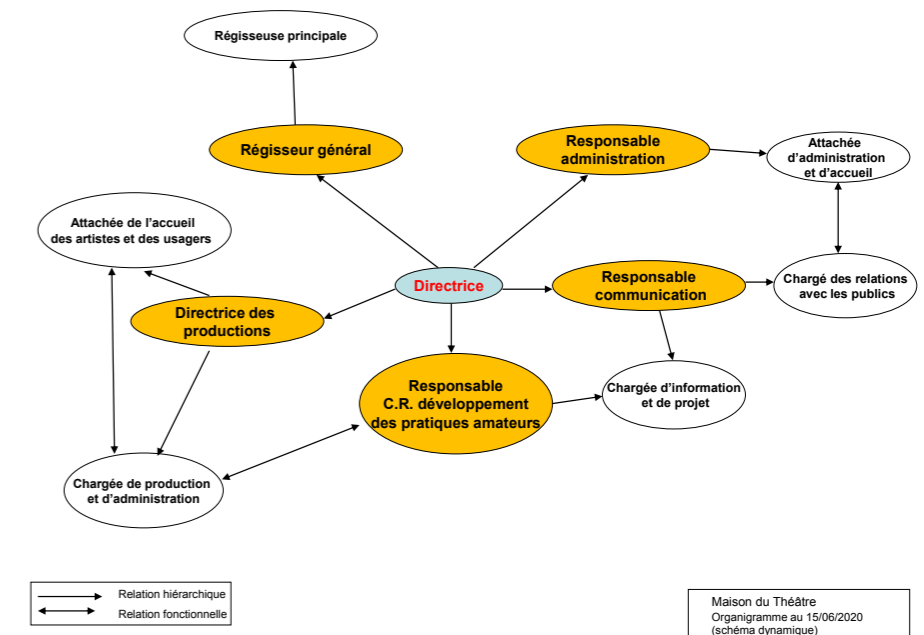 Régisseuse principale
Régisseur général
Responsable
administration
Attachée
d'administration
et d'accueil
Attachée de l'accueil
des artistes et des usagers
Directrice
Responsable
communication
Chargé des relations
avec les publics
Directrice des
productions
Responsable
C.R. développement
des pratiques amateurs
Chargée d'information
et de projet
Chargée de production
et d'administration
Relation hiérarchique
Relation fonctionnelle
Maison du Théâtre
Organigramme au 15/06/2020
(schéma dynamique)